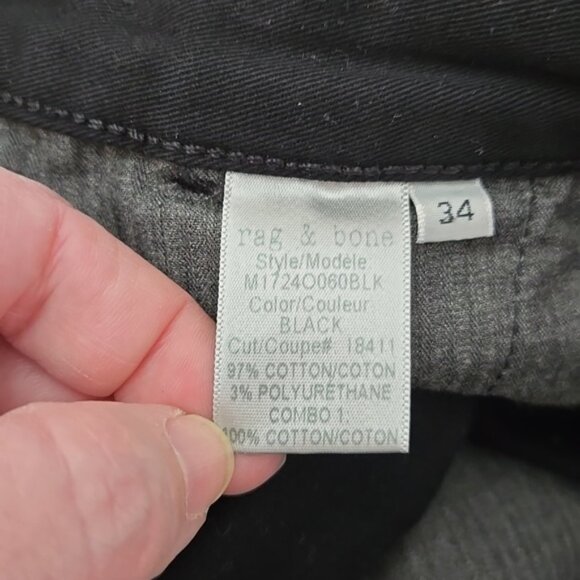 rag & bone
34
Style/Modele
M1724O060BLK
Color/Couleur
BLACK
Cut/Coupe# 18411
97% COTTON/COTON
3% POLYURETHANE
COMBO 1:
100% COTTON/COTON